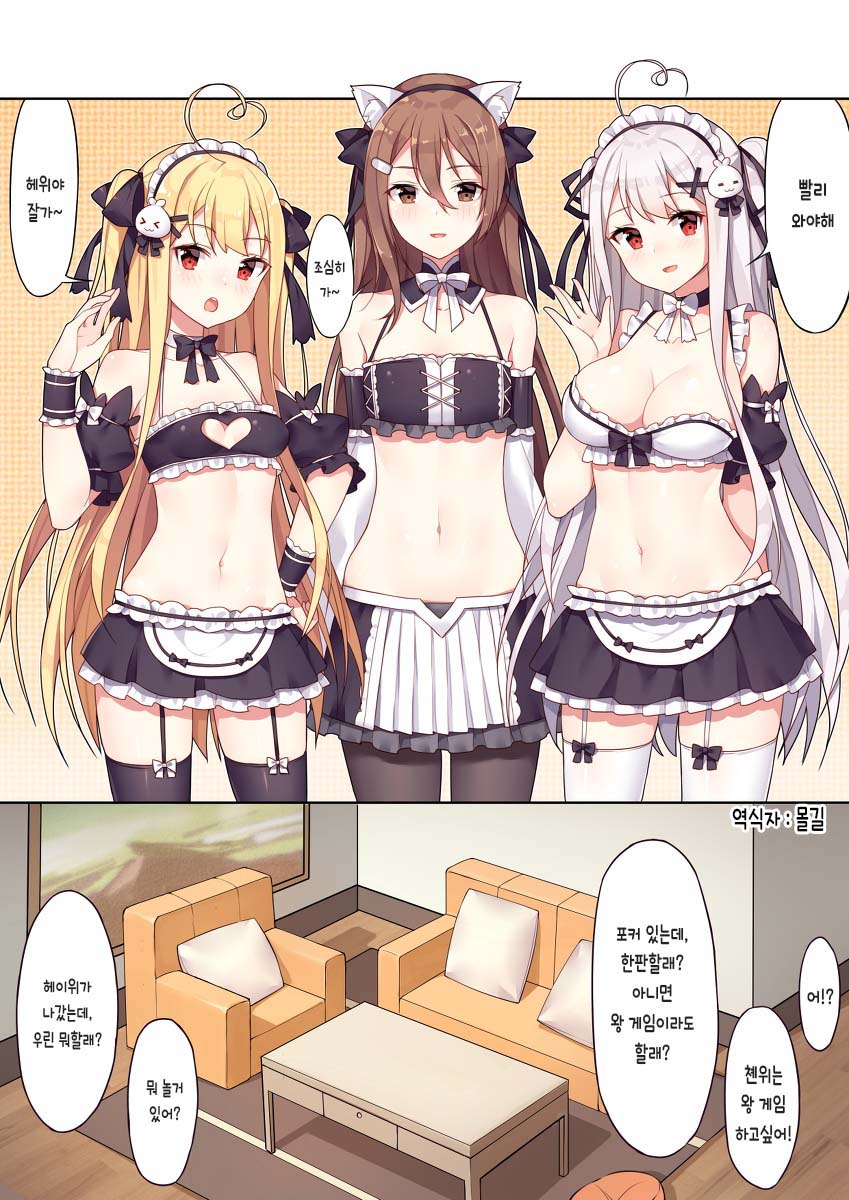 헤위야
잘가~
조심히
가~
빨리
와야해
역식자 : 몰길
헤이위가
나갔는데,
우린 뭐할래?
뭐 놀거
있어?
포커 있는데,
한판할래?
아니면
왕 게임이라도
할래?
어!?
첸위는
왕 게임
하고싶어!